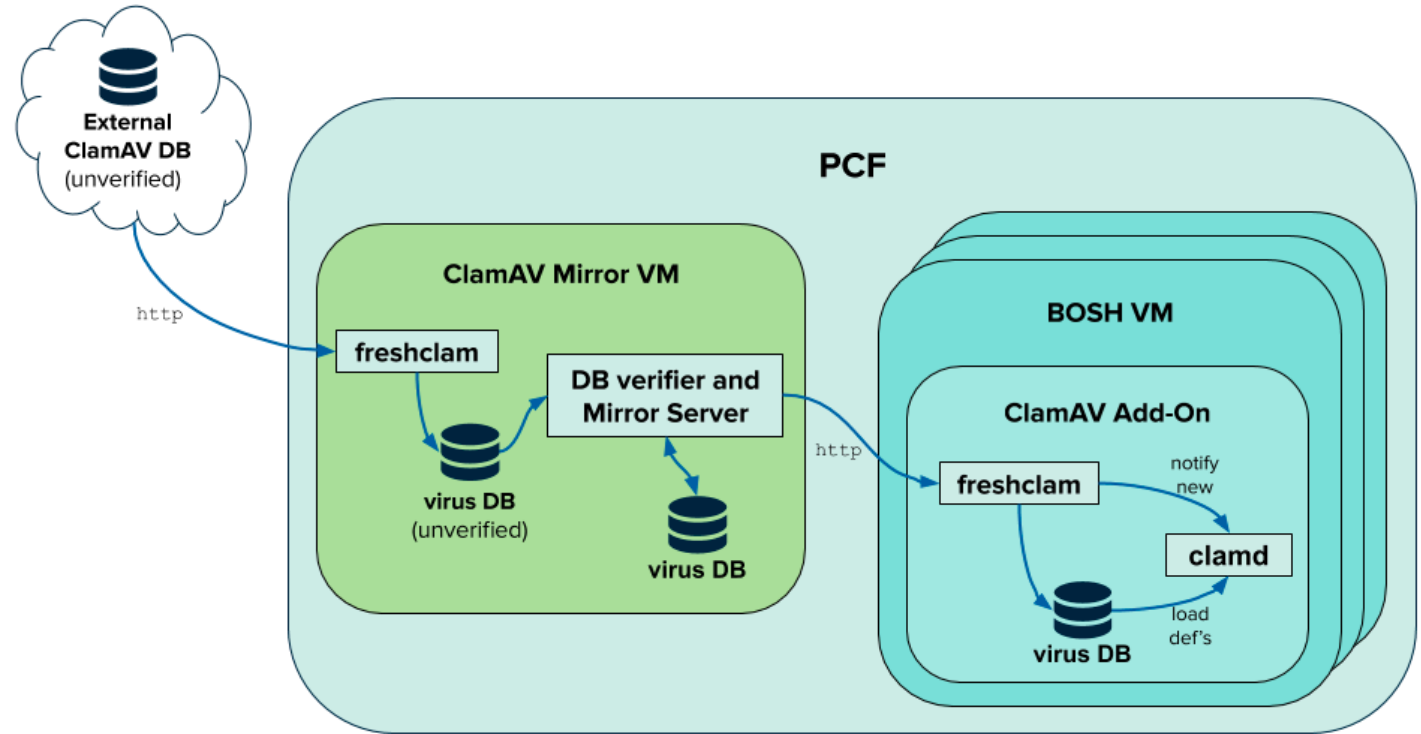 External
ClamAV DB
(unverified)
http
PCF
ClamAV Mirror VM
freshclam
virus DB
(unverified)
DB verifier and
Mirror Server
virus DB
http
BOSH VM
ClamAV Add-On
freshclam
notify
new
clamd
virus DB
load
def's